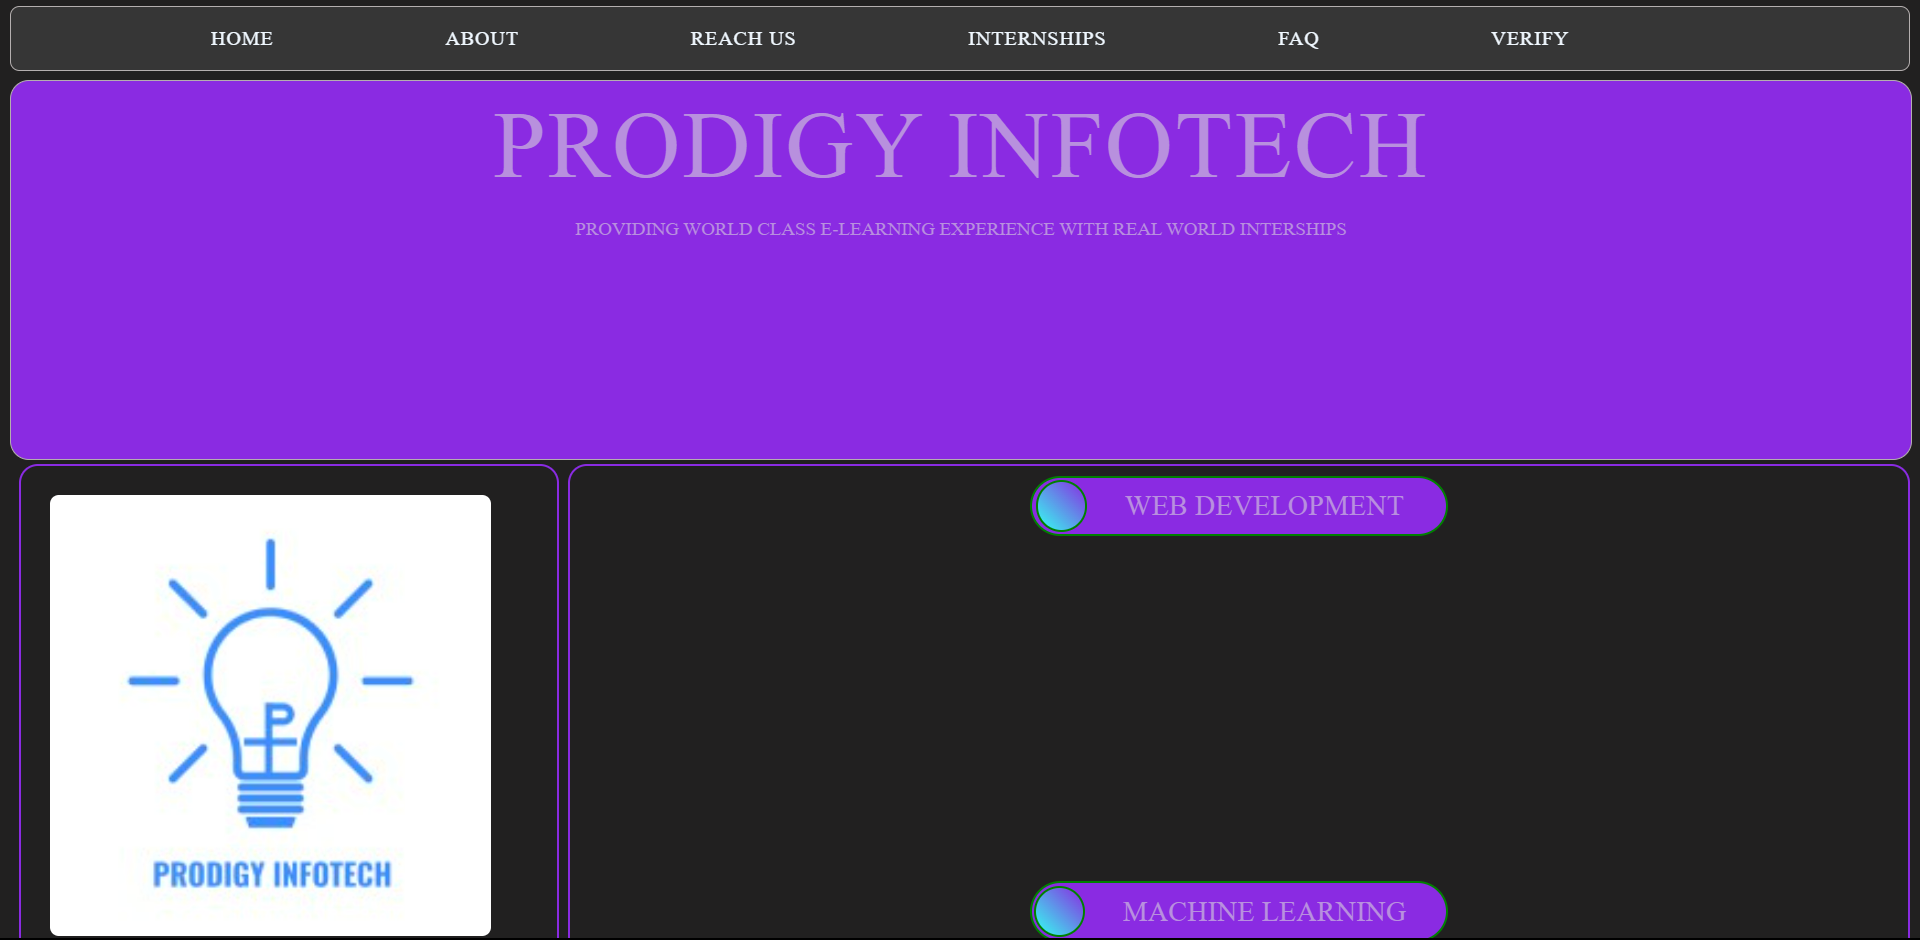 HOME ABOUT REACH US INTERNSHIPS FAQ VERIFY
PRODIGY INFOTECH
PROVIDING WORLD CLASS E-LEARNING EXPERIENCE WITH REAL WORLD INTERSHIPS
WEB DEVELOPMENT
P
PRODIGY INFOTECH
MACHINE LEARNING